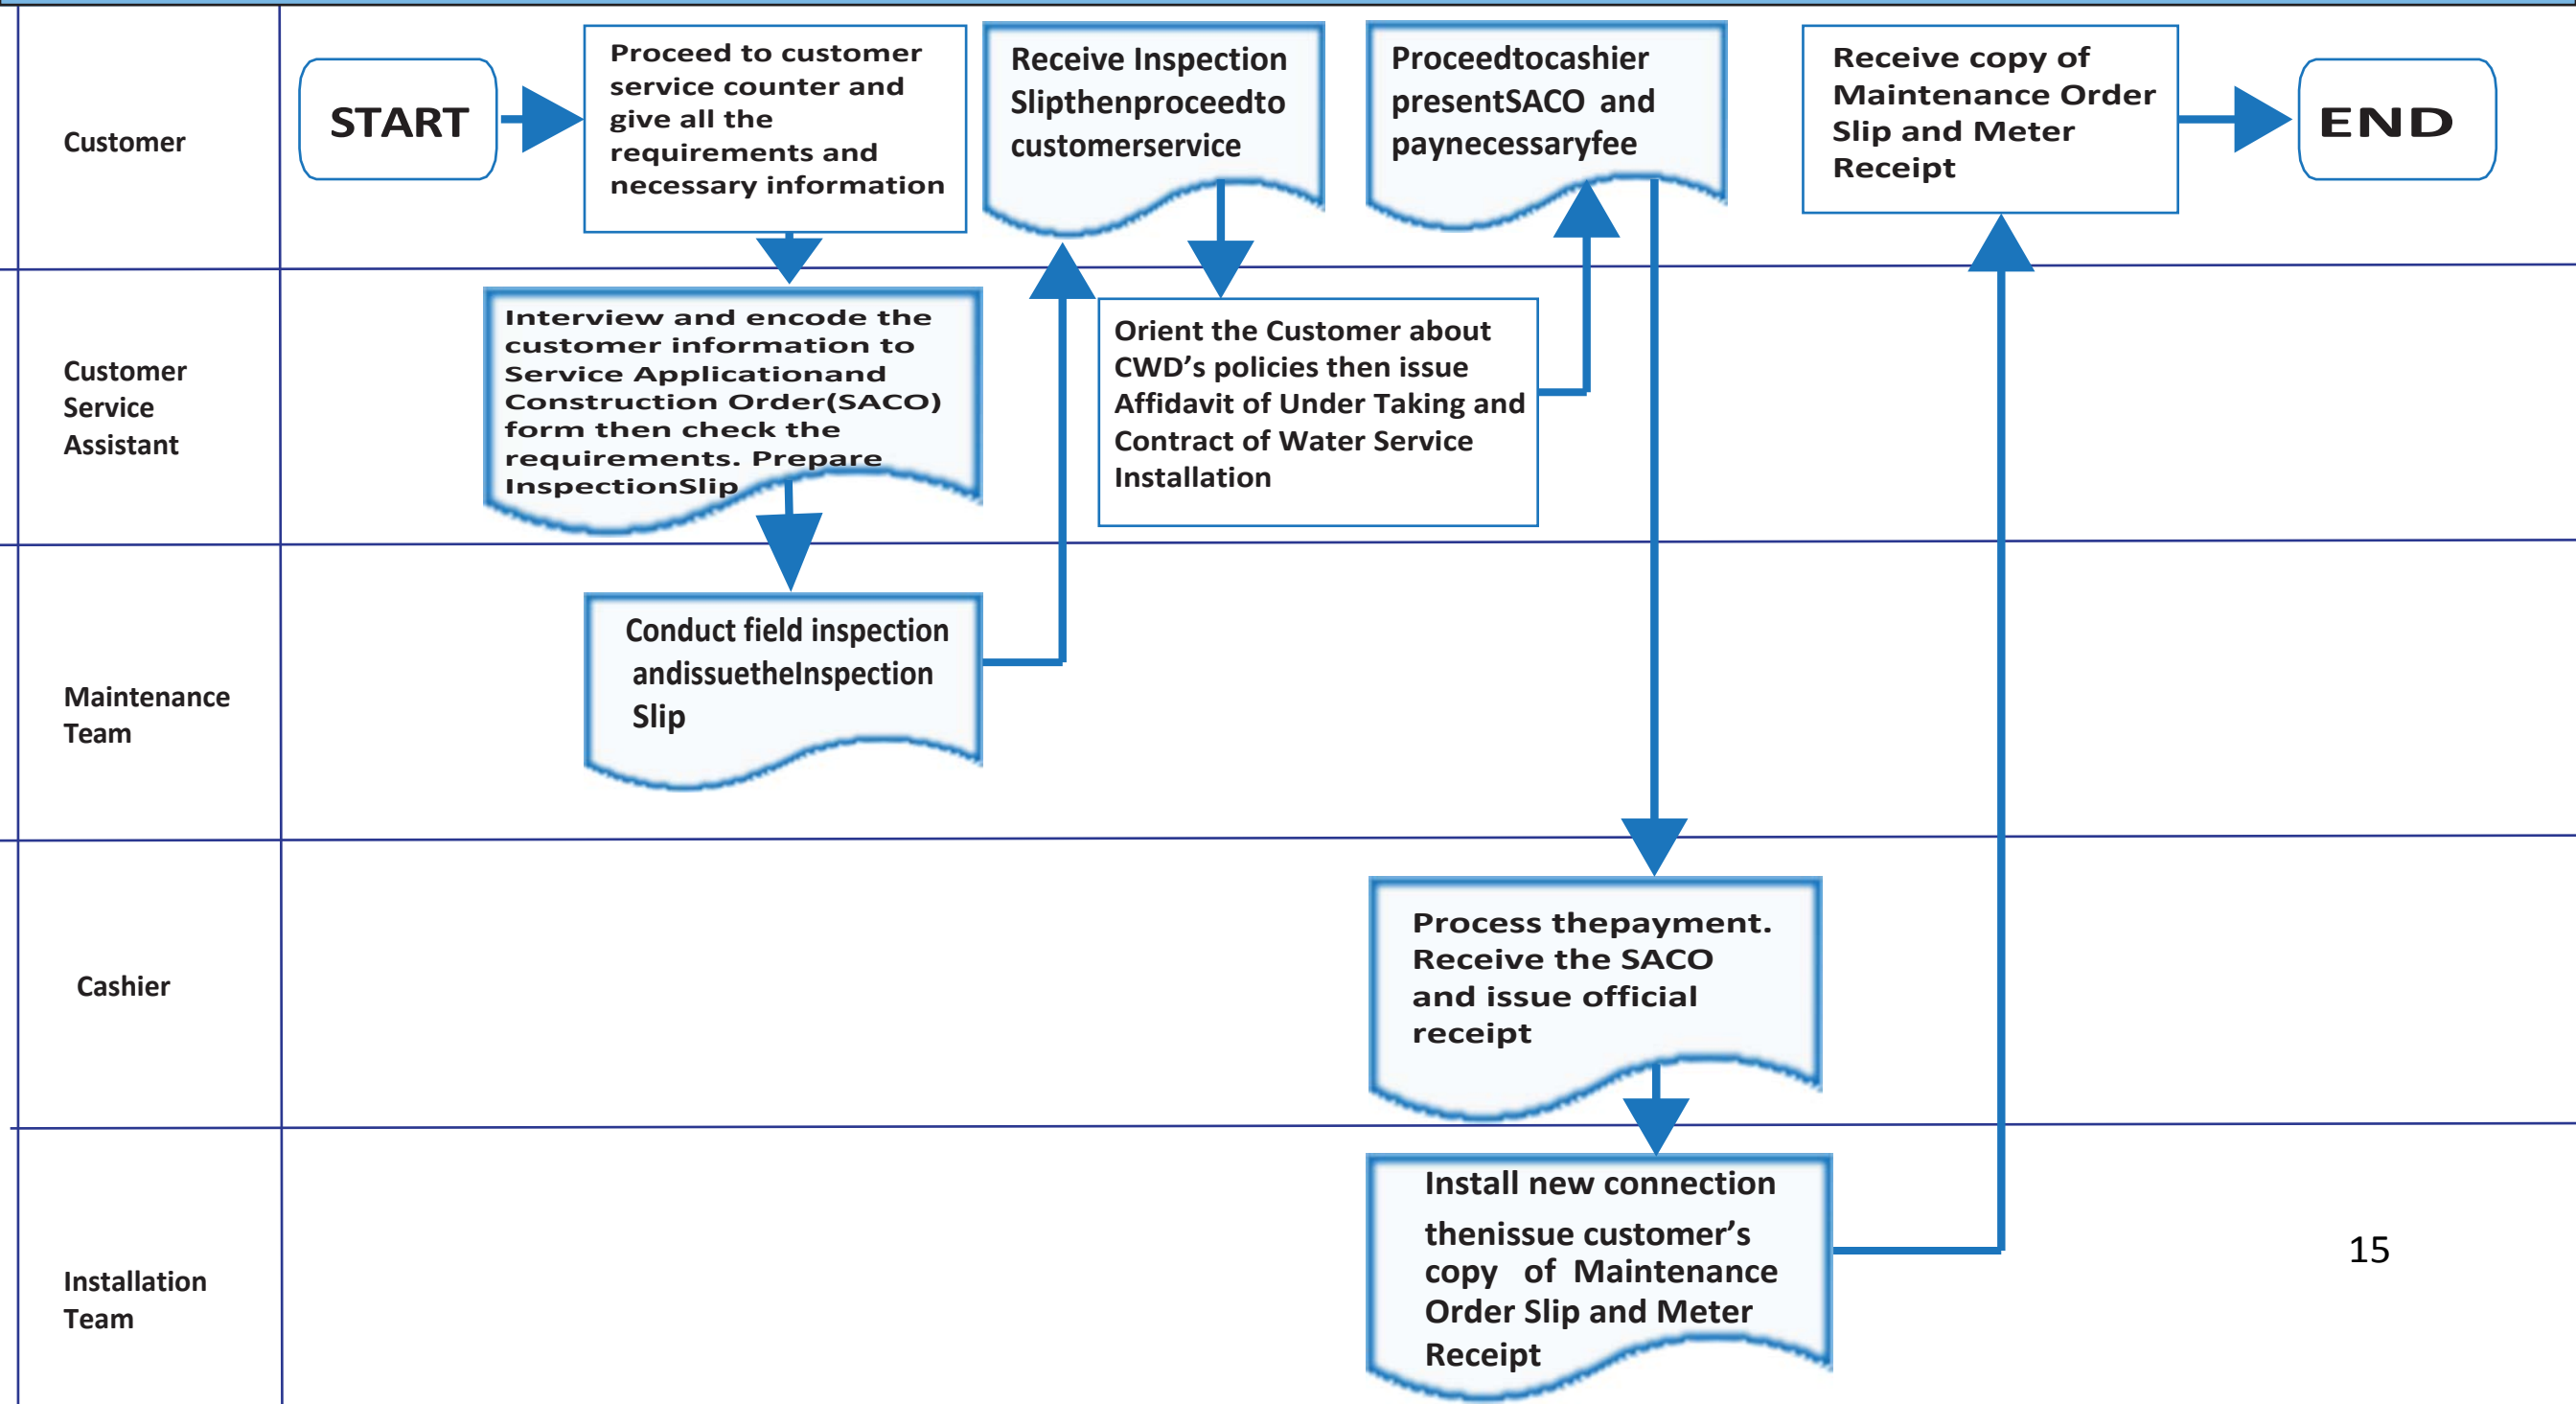 Customer
START
Proceed to customer
service counter and
give all the
requirements and
necessary information
Receive Inspection
Slipthenproceedto
customerservice
Proceedtocashier
presentSACO and
paynecessaryfee
Receive copy of
Maintenance Order
Slip and Meter
Receipt
END
Customer
Service
Assistant
Interview and encode the
customer information to
Service Applicationand
Construction Order(SACO)
form then check the
requirements. Prepare
InspectionSlip
Orient the Customer about
CWD’s policies then issue
Affidavit of Under Taking and
Contract of Water Service
Installation
Maintenance
Team
Conduct field inspection
andissuetheInspection
Slip
Cashier
Process thepayment.
Receive the SACO
and issue official
receipt
Installation
Team
Install new connection
thenissue customer’s
copy of Maintenance
Order Slip and Meter
Receipt
15